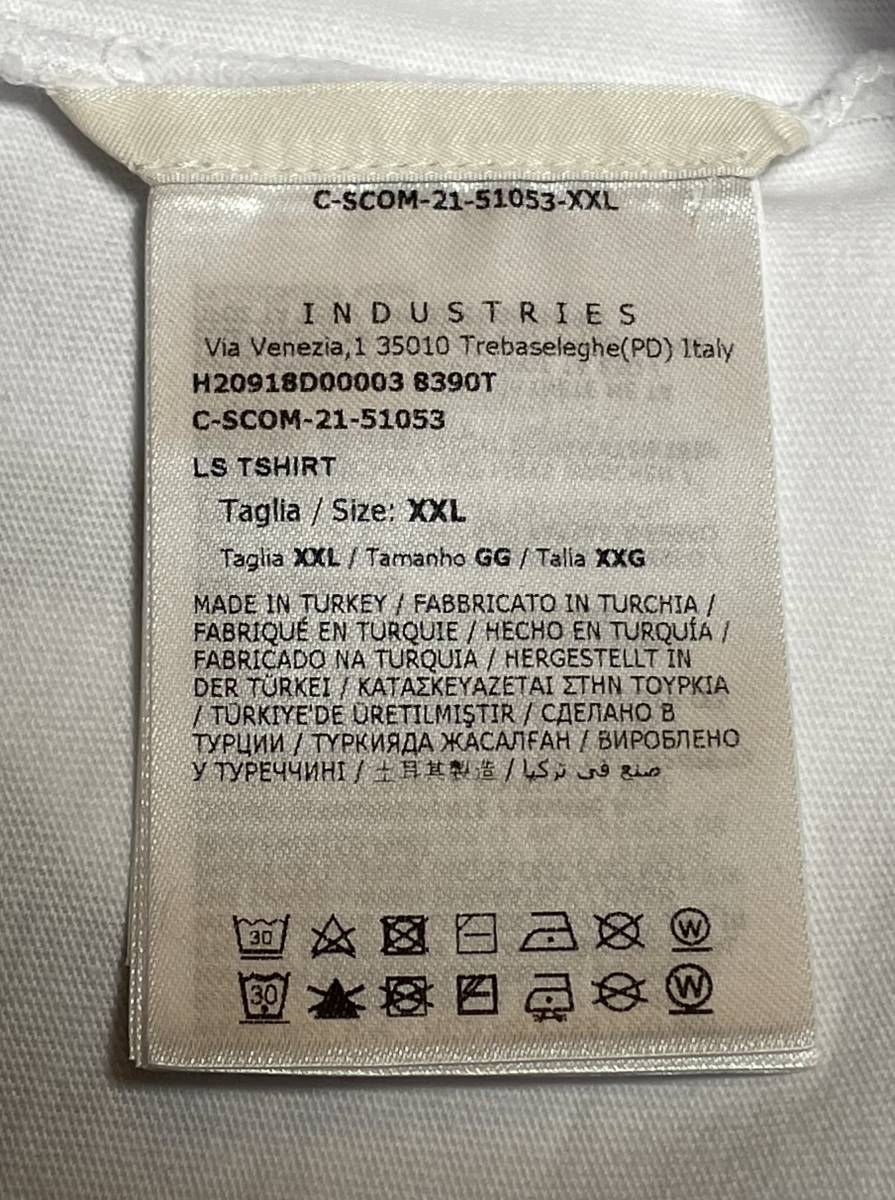 C-SCOM-21-51053-XXL
INDUSTRIES
Via Venezia,1 35010 Trebaseleghe(PD) Italy
H20918D00003 8390T
C-SCOM-21-51053
LS TSHIRT
Taglia / Size: XXL
Taglia XXL / Tamanho GG / Talla XXG
MADE IN TURKEY / FABBRICATO IN TURCHIA /
FABRIQUÉ EN TURQUIE / HECHO EN TURQUÍA /
FABRICADO NA TURQUIA / HERGESTELLT IN
DER TÜRKEI / ΚΑΤΑΣΚΕΥΑΖΕΤΑΙ ΣΤΗΝ ΤΟΥΡΚΙΑ
/ TÜRKIYE'DE ÜRETILMIŞTIR / СДЕЛАНО В
ТУРЦИИ / ТҮРКИЯДА ЖАСАЛҒАН / ВИРОБЛЕНО
У ТУРЕЧЧИНІ / 土耳其製造 / صنع في تركيا
30 W
30 W